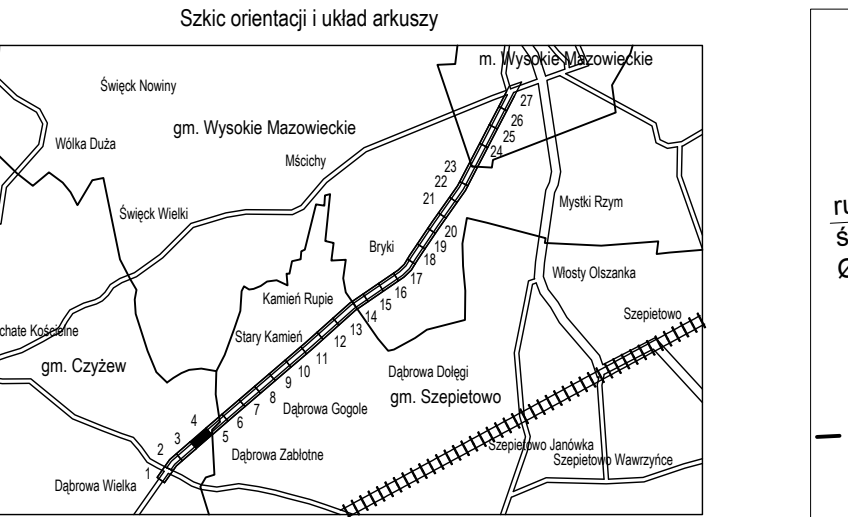 Szkic orientacji i układ arkuszy
m. Wysokie Mazowieckie
Święck Nowiny
27
gm. Wysokie Mazowieckie
26
Wólka Duża
25
24
Mścichy
23
22
21
Mystki Rzym
Święck Wielki
20
Bryki
19
18
17
Włosty Olszanka
16
Kamień Rupie
15
14
Szepietowo
13
Stary Kamień
12
chate Kościelne
11
gm. Czyżew
10
Dąbrowa Dołęgi
9
8
gm. Szepietowo
7
Dąbrowa Gogole
6
4
5
3
Szepietowo Janówka
2
Dąbrowa Zabłotne
Szepietowo Wawrzyńce
1
Dąbrowa Wielka
ru
ś
Ø